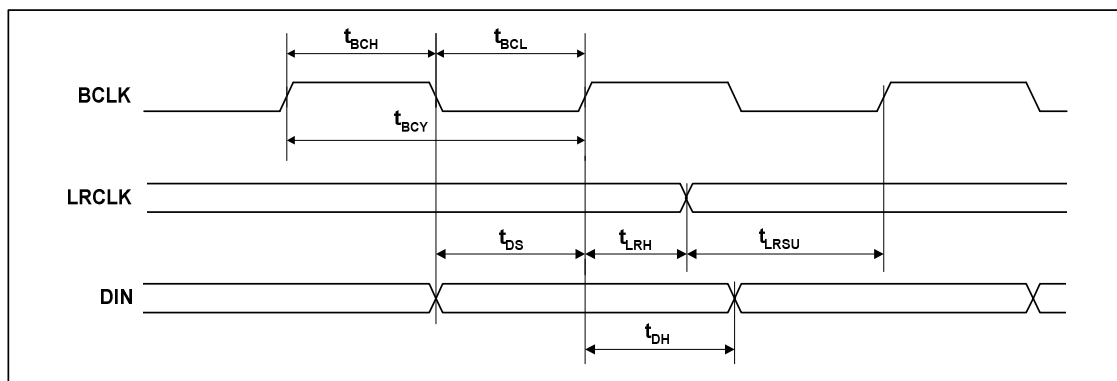 tBCH
tBCL
BCLK
tBCY
LRCLK
tDS
tLRH
tLRSU
DIN
tDH